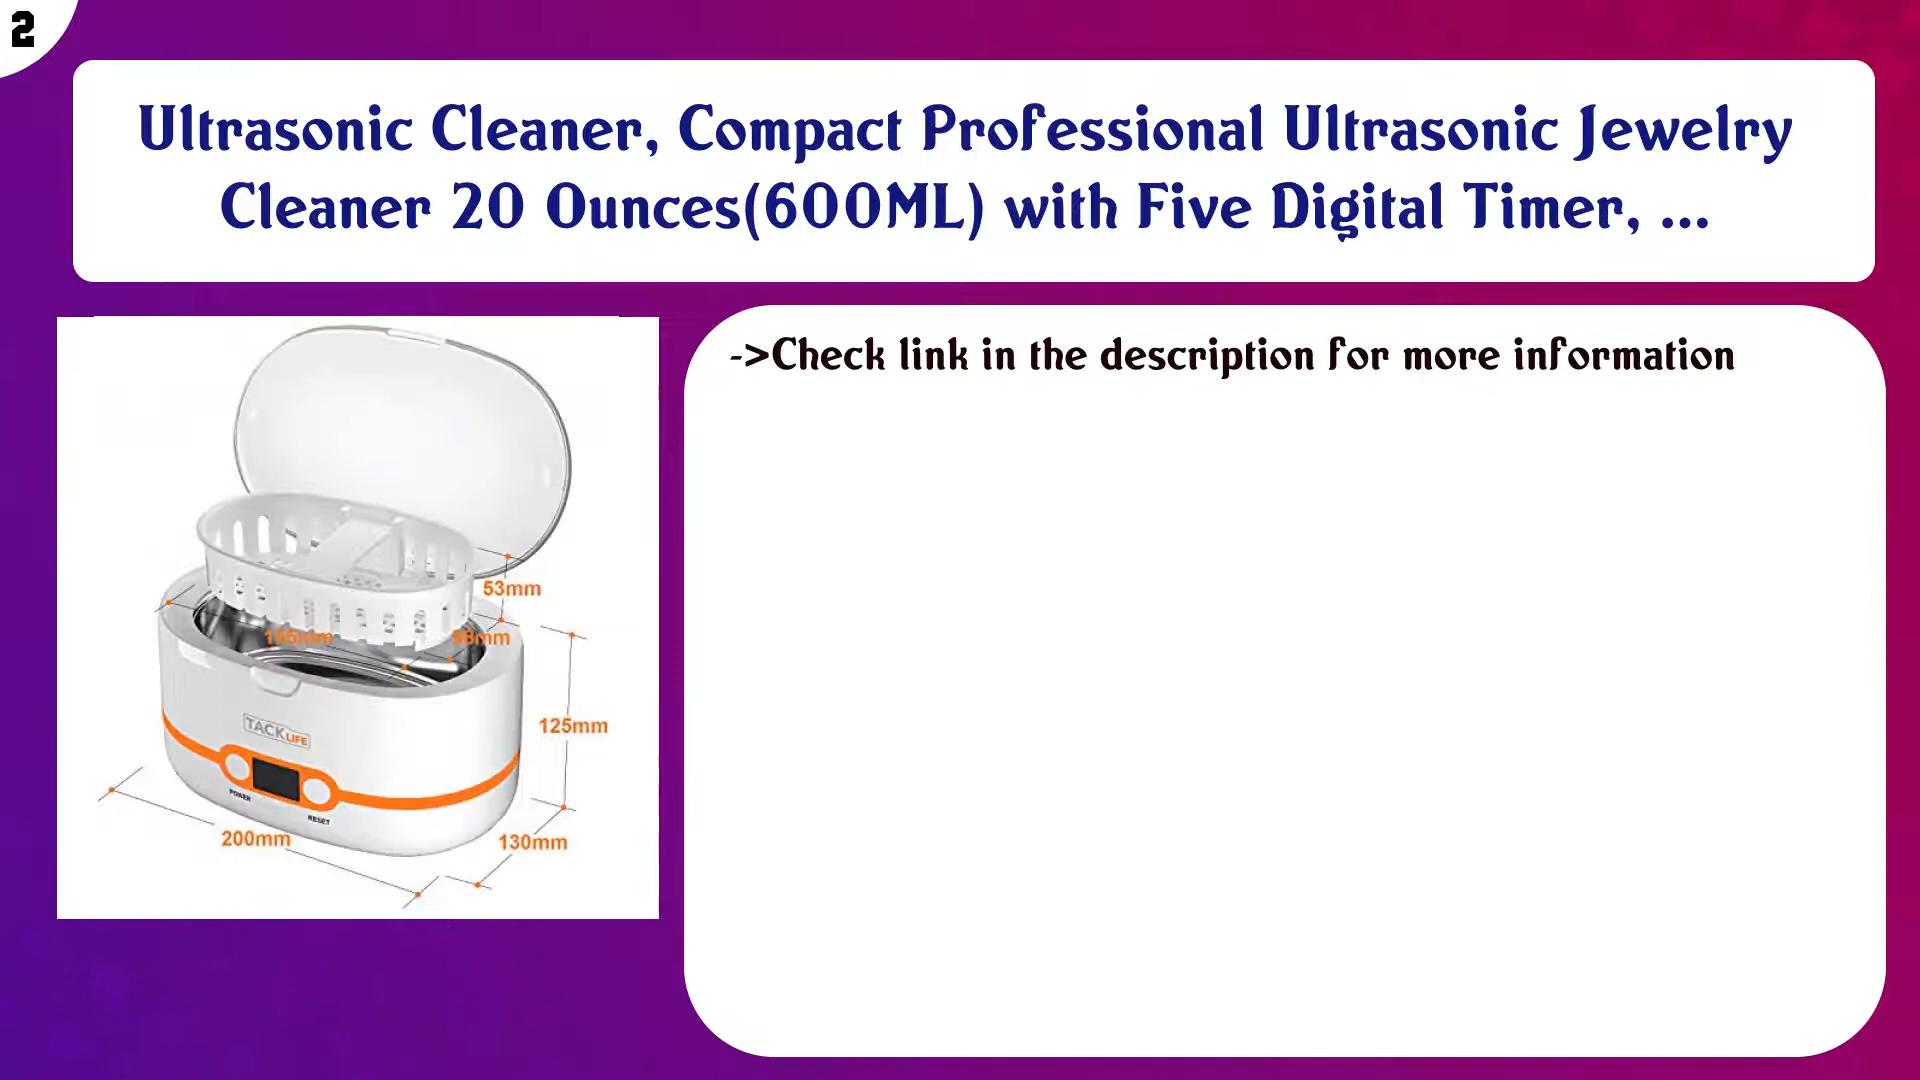 2
Ultrasonic Cleaner, Compact Professional Ultrasonic Jewelry
Cleaner 20 Ounces(600ML) with Five Digital Timer, ...
->Check link in the description for more information
53mm
125mm
TACKLIFE
POWER
RESET
200mm
130mm